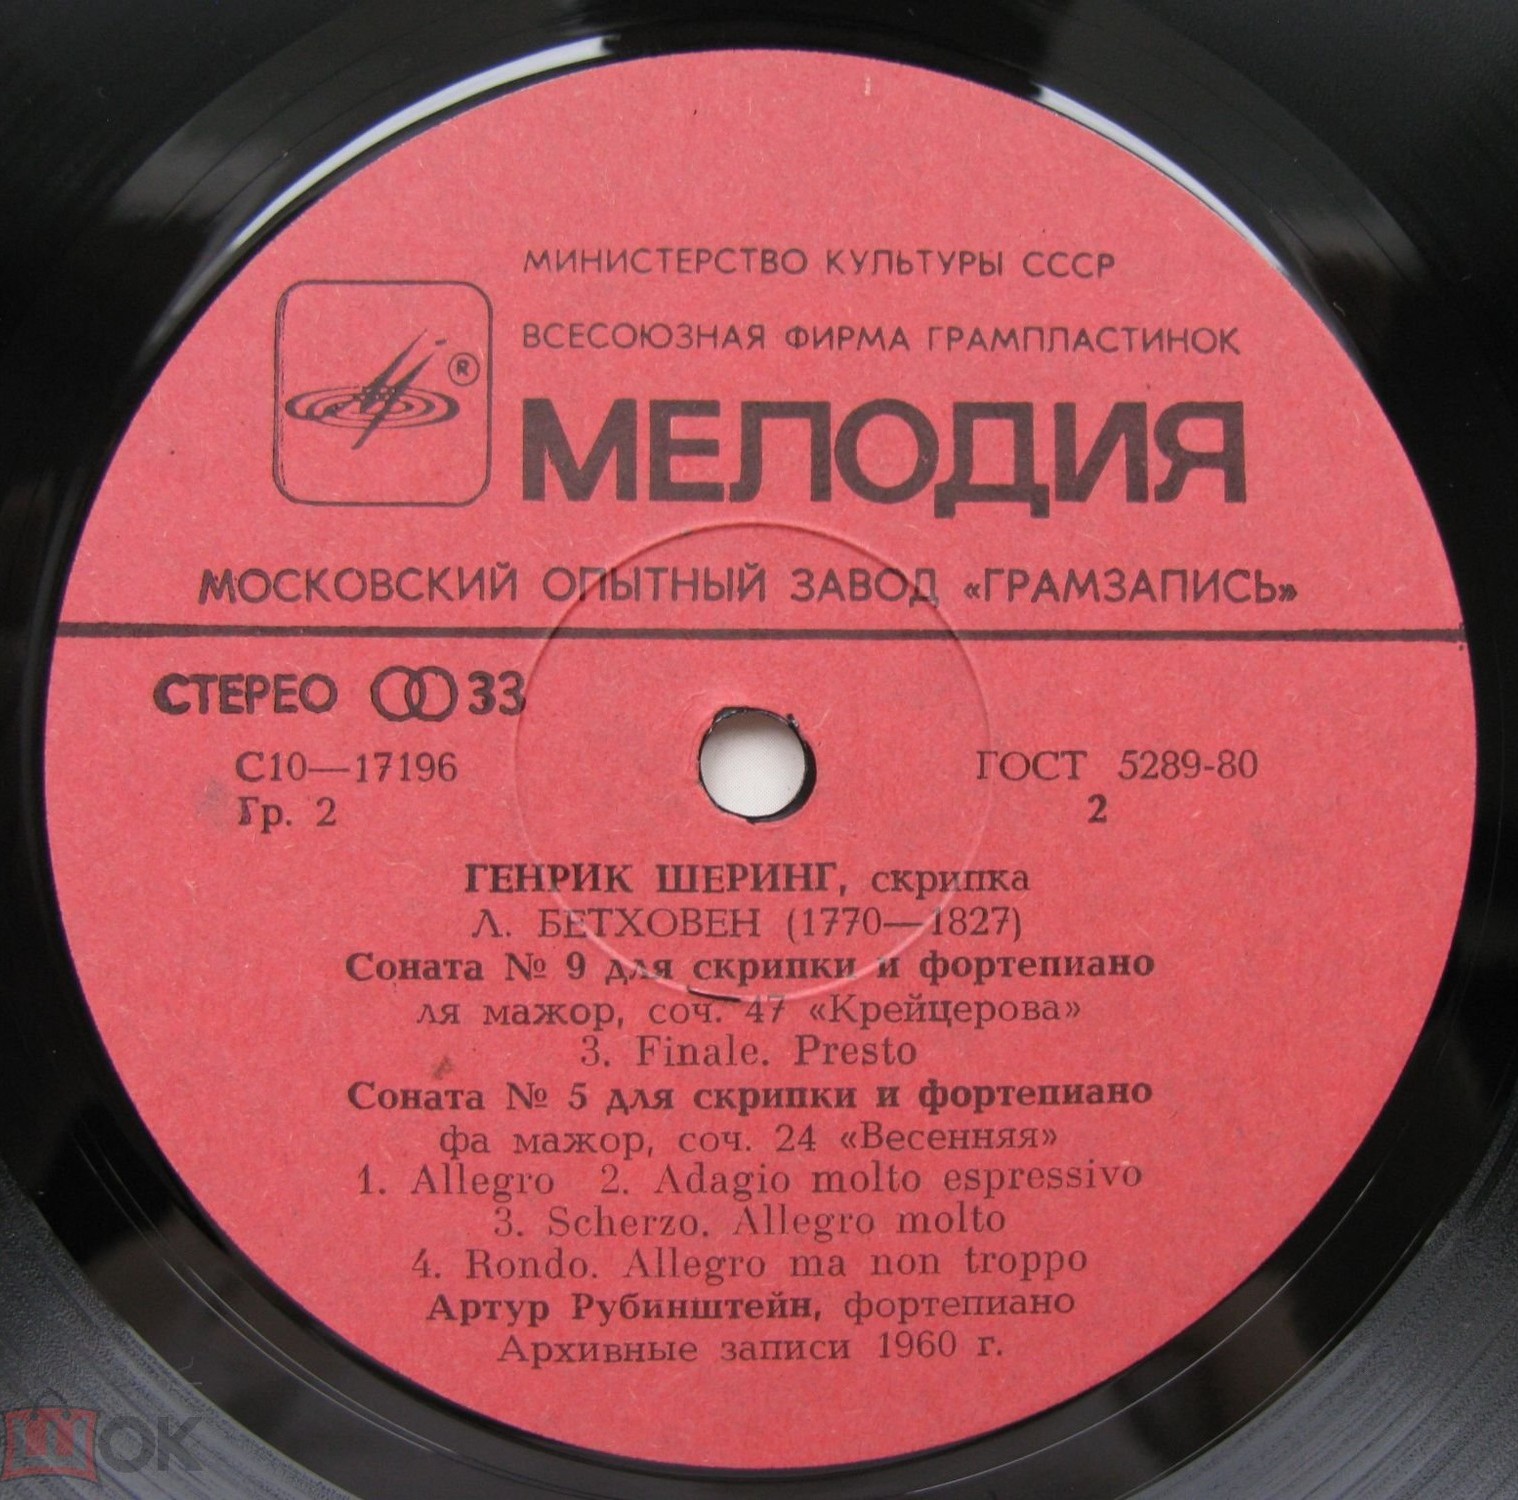 МИНИСТЕРСТВО КУЛЬТУРЫ СССР
ВСЕСОЮЗНАЯ ФИРМА ГРАМПЛАСТИНОК
®
МЕЛОДИЯ
МОСКОВСКИЙ ОПЫТНЫЙ ЗАВОД «ГРАМЗАПИСЬ»
СТЕРЕО 33
С10—17196
ГОСТ 5289-80
Гр. 2
2
ГЕНРИК ШЕРИНГ, скрипка
Л. БЕТХОВЕН (1770—1827)
Соната № 9 для скрипки и фортепиано
ля мажор, соч. 47 «Крейцерова»
3. Finale. Presto
Соната № 5 для скрипки и фортепиано
фа мажор, соч. 24 «Весенняя»
1. Allegro 2. Adagio molto espressivo
3. Scherzo. Allegro molto
4. Rondo. Allegro ma non troppo
Артур Рубинштейн, фортепиано
Архивные записи 1960 г.
ШОК